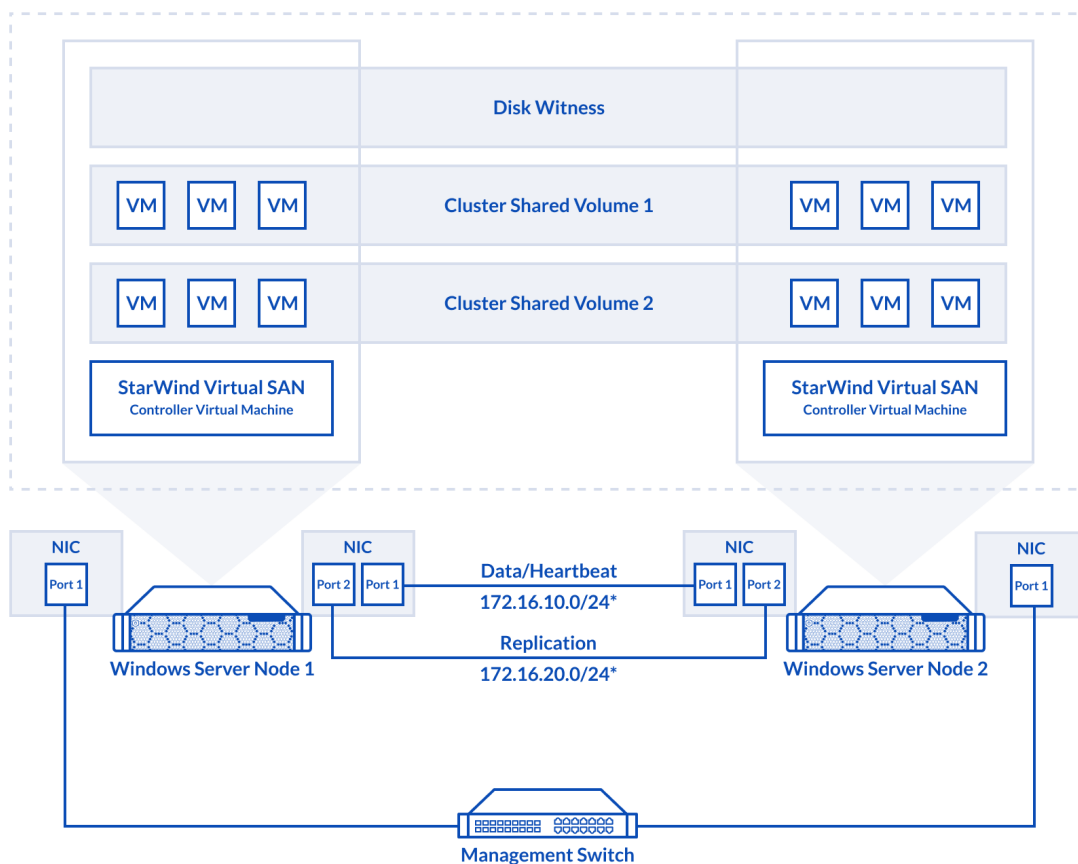 Disk Witness
VM VM VM Cluster Shared Volume 1 VM VM VM
VM VM VM Cluster Shared Volume 2 VM VM VM
StarWind Virtual SAN
Controller Virtual Machine
StarWind Virtual SAN
Controller Virtual Machine
NIC
Port 1
NIC
Port 2 Port 1
Data/Heartbeat
172.16.10.0/24*
Replication
172.16.20.0/24*
NIC
Port 1 Port 2
NIC
Port 1
Windows Server Node 1
Windows Server Node 2
Management Switch